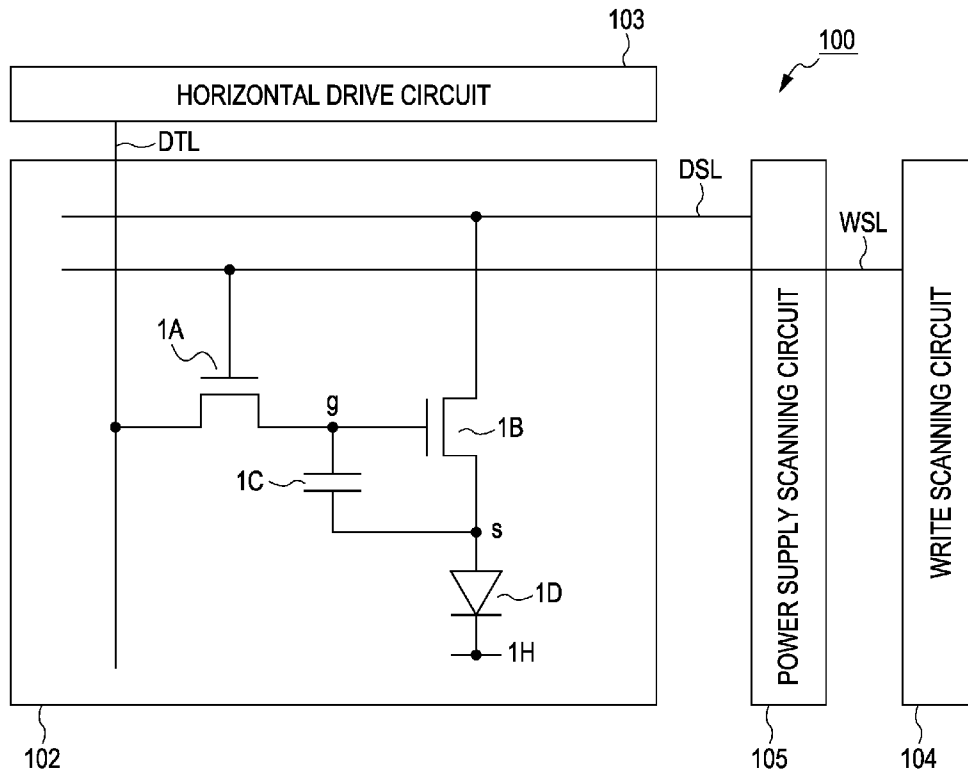 103
100
HORIZONTAL DRIVE CIRCUIT
DTL
DSL
WSL
1A
g
1B
1C
s
1D
1H
POWER SUPPLY SCANNING CIRCUIT
WRITE SCANNING CIRCUIT
102
105
104